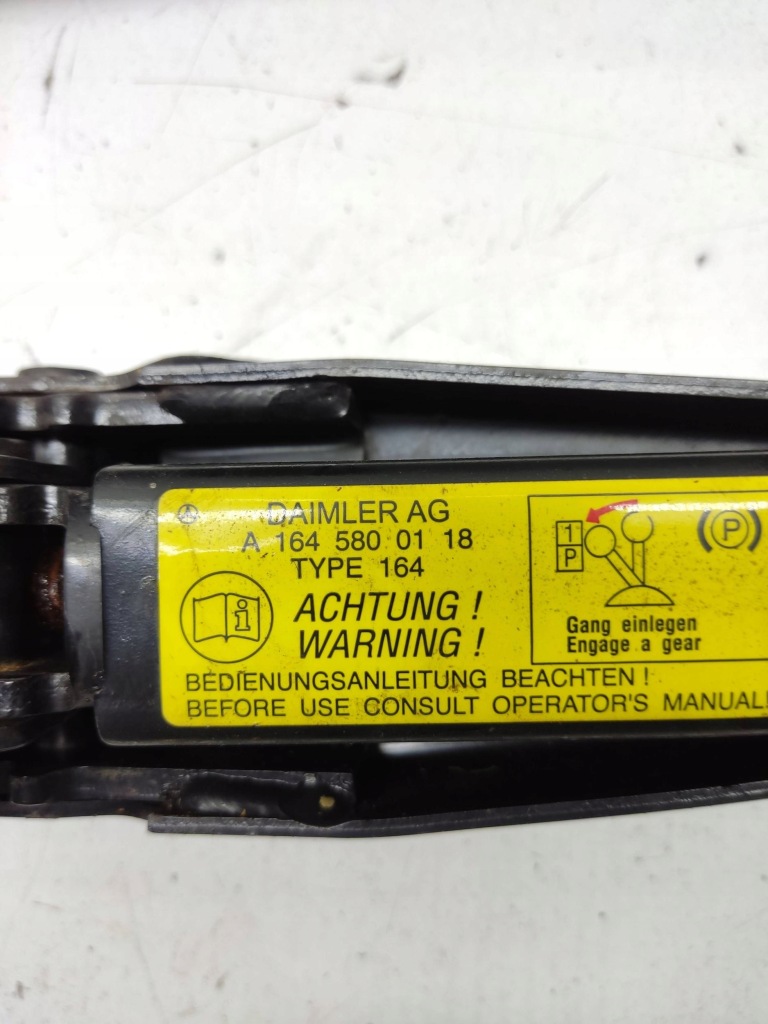 DAIMLER AG
A 164 580 01 18
TYPE 164
ACHTUNG !
WARNING !
BEDIENUNGSANLEITUNG BEACHTEN !
BEFORE USE CONSULT OPERATOR'S MANUAL!
i
1
P
(P)
Gang einlegen
Engage a gear